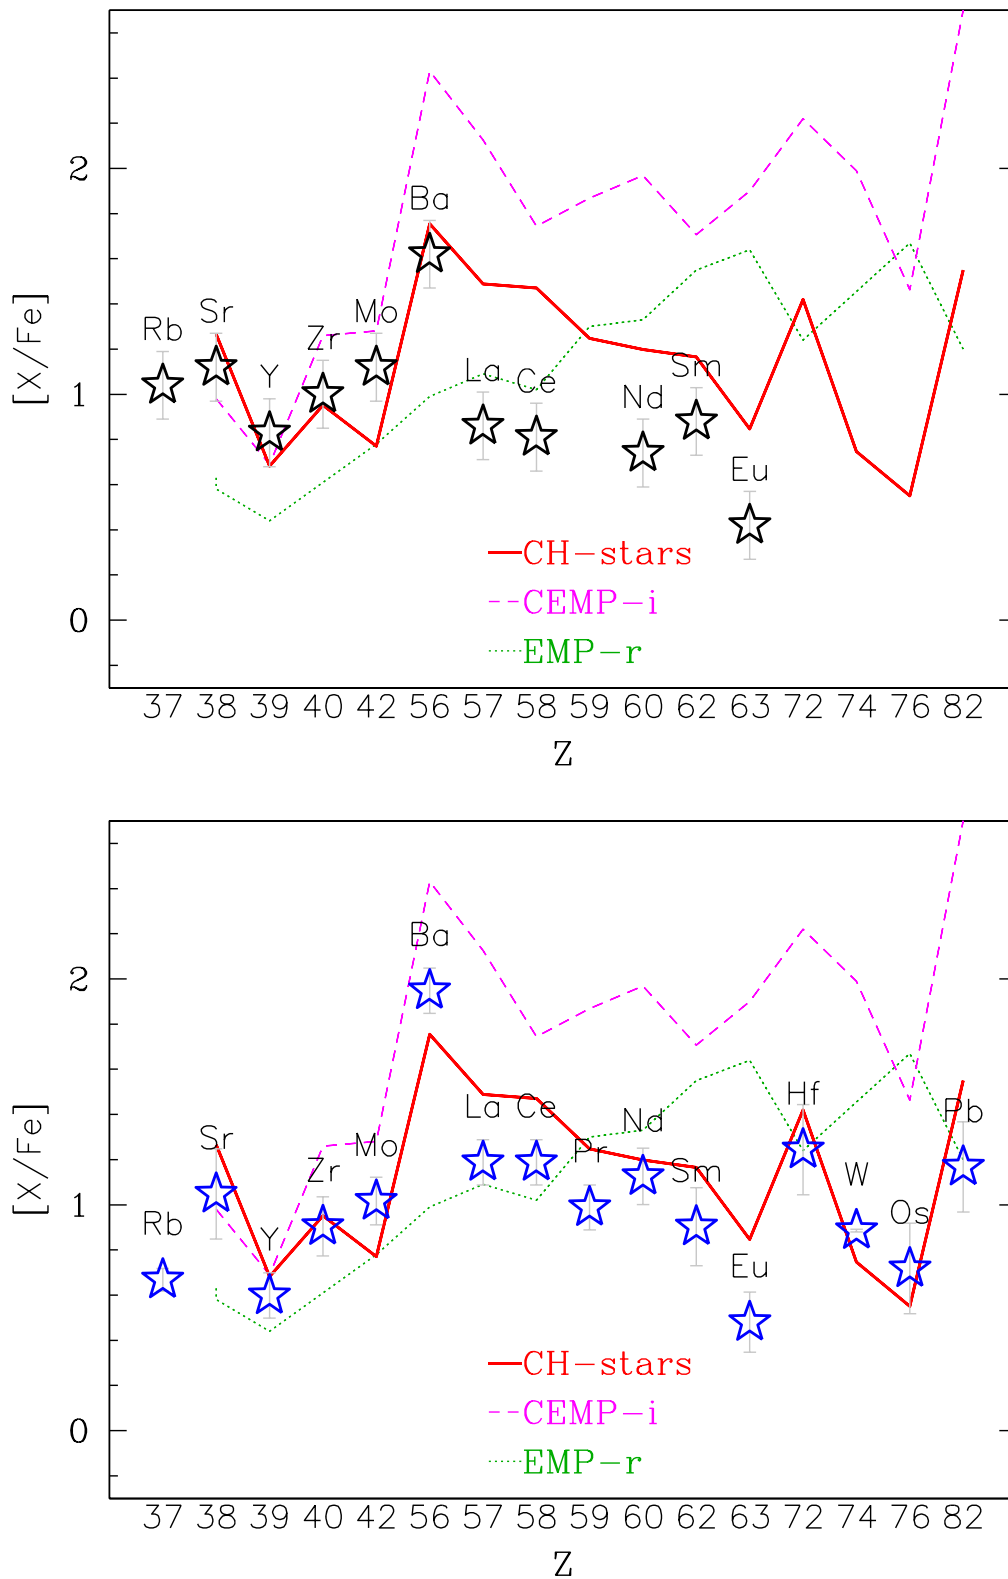 2
Ba
Sr
Mo
Rb
Zr
Y
La
Ce
Sm
[X/Fe]
1
Nd
Eu
CH-stars
CEMP-i
0
EMP-r
37 38 39 40 42 56 57 58 59 60 62 63 72 74 76 82
Z
2
Ba
Hf
La
Ce
Pb
Nd
Sr
Mo
Pr
[X/Fe]
Zr
Sm
W
1
Os
Rb
Y
Eu
CH-stars
CEMP-i
0
EMP-r
37 38 39 40 42 56 57 58 59 60 62 63 72 74 76 82
Z